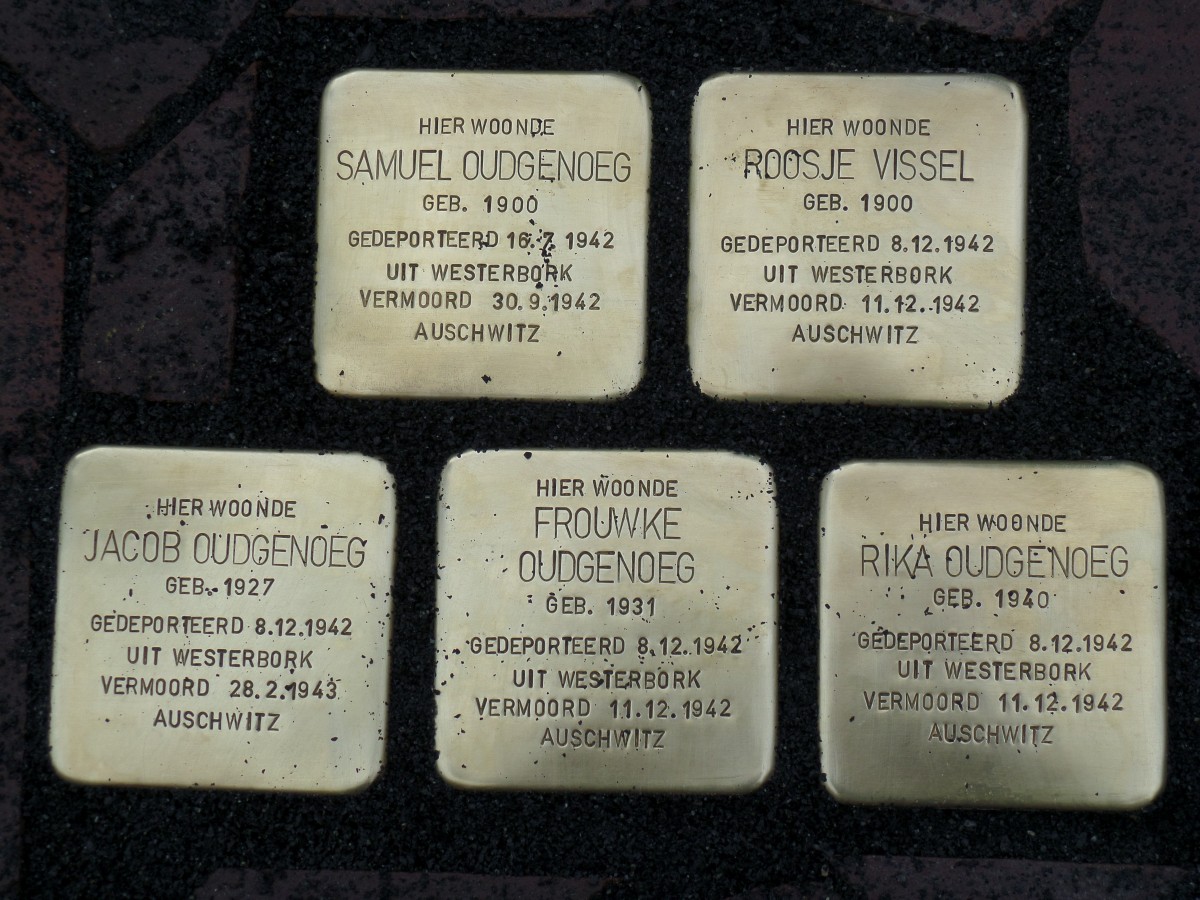 HIER WOONDE
SAMUEL OUDGENOEG
GEB. 1900
GEDEPORTEERD 16.7. 1942
UIT WESTERBORK
VERMOORD 30.9.1942
AUSCHWITZ
HIER WOONDE
ROOSJE VISSEL
GEB. 1900
GEDEPORTEERD 8.12.1942
UIT WESTERBORK
VERMOORD 11.12.1942
AUSCHWITZ
HIER WOONDE
JACOB OUDGENOEG
GEB. 1927
GEDEPORTEERD 8.12.1942
UIT WESTERBORK
VERMOORD 28.2.1943
AUSCHWITZ
HIER WOONDE
FROUWKE
OUDGENOEG
GEB. 1931
GEDEPORTEERD 8.12.1942
UIT WESTERBORK
VERMOORD 11.12.1942
AUSCHWITZ
HIER WOONDE
RIKA OUDGENOEG
GEB. 1940
GEDEPORTEERD 8.12.1942
UIT WESTERBORK
VERMOORD 11.12.1942
AUSCHWITZ